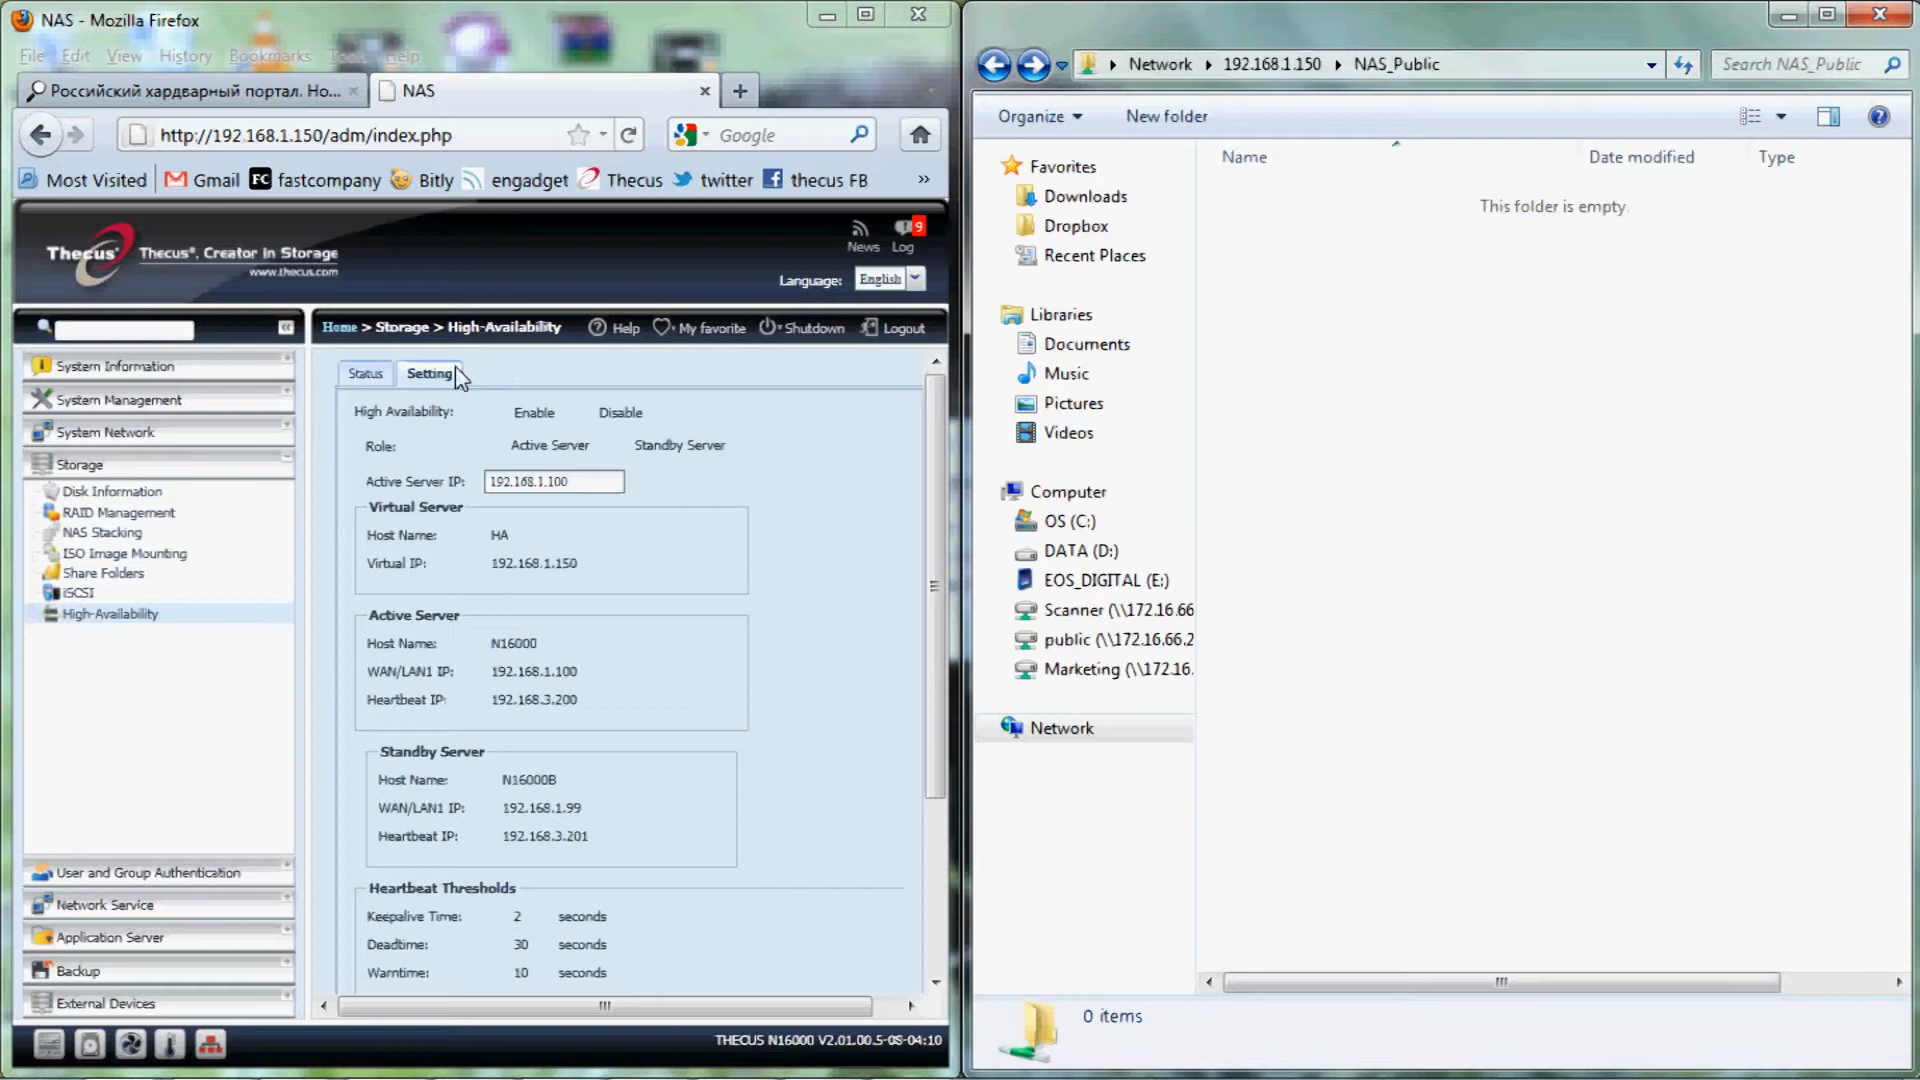 NAS - Mozilla Firefox
File Edit View History Bookmarks Tools Help
Российский хардварный портал. Но...
NAS
http://192.168.1.150/adm/index.php
Google
Most Visited Gmail fastcompany Bitly engadget Thecus twitter thecus FB »
Thecus Thecus®, Creator in Storage
www.thecus.com
News Log 9
Language: English
Home > Storage > High-Availability Help My favorite Shutdown Logout
System Information
System Management
System Network
Storage
Disk Information
RAID Management
NAS Stacking
ISO Image Mounting
Share Folders
iSCSI
High-Availability
User and Group Authentication
Network Service
Application Server
Backup
External Devices
Status Setting
High Availability: Enable Disable
Role: Active Server Standby Server
Active Server IP: 192.168.1.100
Virtual Server
Host Name: HA
Virtual IP: 192.168.1.150
Active Server
Host Name: N16000
WAN/LAN1 IP: 192.168.1.100
Heartbeat IP: 192.168.3.200
Standby Server
Host Name: N16000B
WAN/LAN1 IP: 192.168.1.99
Heartbeat IP: 192.168.3.201
Heartbeat Thresholds
Keepalive Time: 2 seconds
Deadtime: 30 seconds
Warntime: 10 seconds
THECUS N16000 V2.01.00.5-08-04:10
Network 192.168.1.150 NAS_Public
Search NAS_Public
Organize New folder
Name Date modified Type
This folder is empty.
Favorites
Downloads
Dropbox
Recent Places
Libraries
Documents
Music
Pictures
Videos
Computer
OS (C:)
DATA (D:)
EOS_DIGITAL (E:)
Scanner (\\172.16.66
public (\\172.16.66.2
Marketing (\\172.16.
Network
0 items